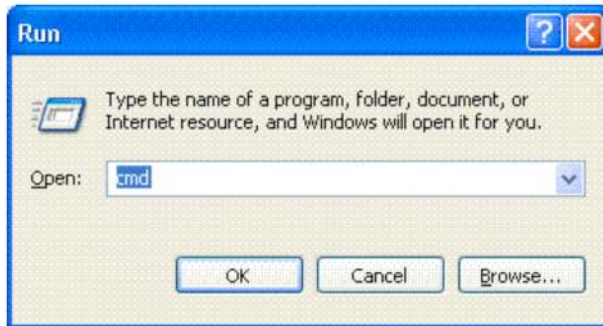 Run
Type the name of a program, folder, document, or
Internet resource, and Windows will open it for you.
Open:
cmd
OK
Cancel
Browse...